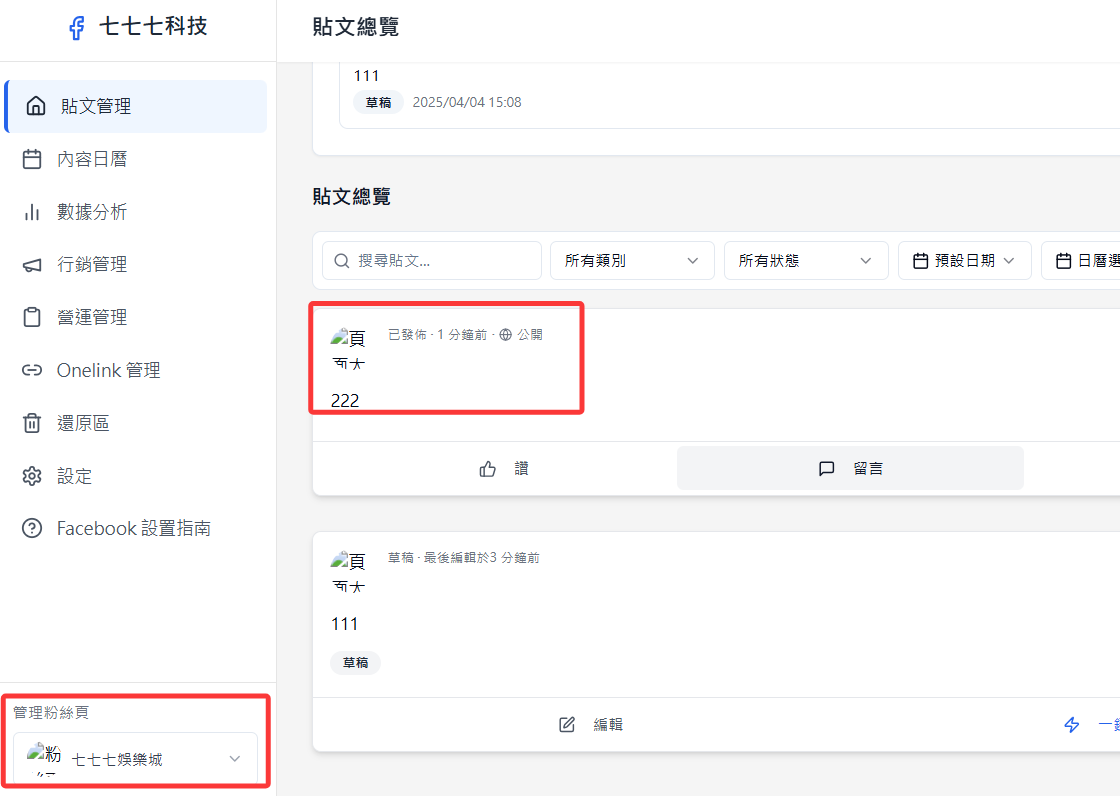 七七七科技
貼文管理
內容日曆
數據分析
行銷管理
營運管理
Onelink 管理
還原區
設定
Facebook 設置指南
管理粉絲頁
粉
七七七娛樂城
貼文總覽
111
草稿 2025/04/04 15:08
貼文總覽
搜尋貼文... 所有類別 所有狀態 預設日期 日曆
頁
已發佈 · 1 分鐘前 · 公開
222
讚 留言
頁
草稿 · 最後編輯於3 分鐘前
111
草稿
編輯 一